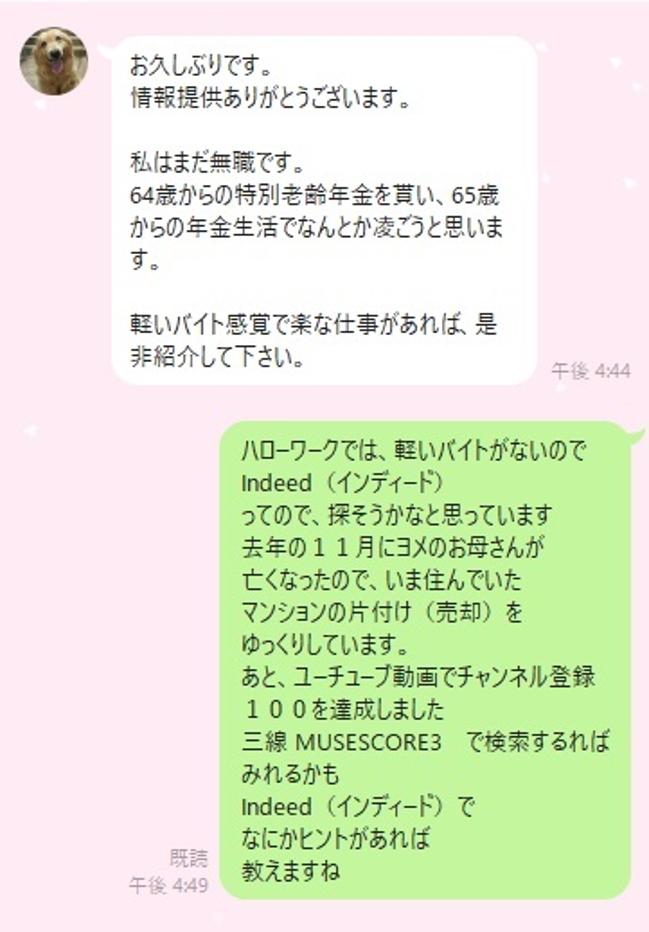 お久しぶりです。
情報提供ありがとうございます。
私はまだ無職です。
64歳からの特別老齢年金を貰い、65歳
からの年金生活でなんとか凌ごうと思いま
す。
軽いバイト感覚で楽な仕事があれば、是
非紹介して下さい。
午後 4:44
ハローワークでは、軽いバイトがないので
Indeed（インディード）
ってので、探そうかなと思っています
去年の１１月にヨメのお母さんが
亡くなったので、いま住んでいた
マンションの片付け（売却）を
ゆっくりしています。
あと、ユーチューブ動画でチャンネル登録
１００を達成しました
三線 MUSESCORE3　で検索するれば
みれるかも
Indeed（インディード）で
なにかヒントがあれば
教えますね
既読
午後 4:49